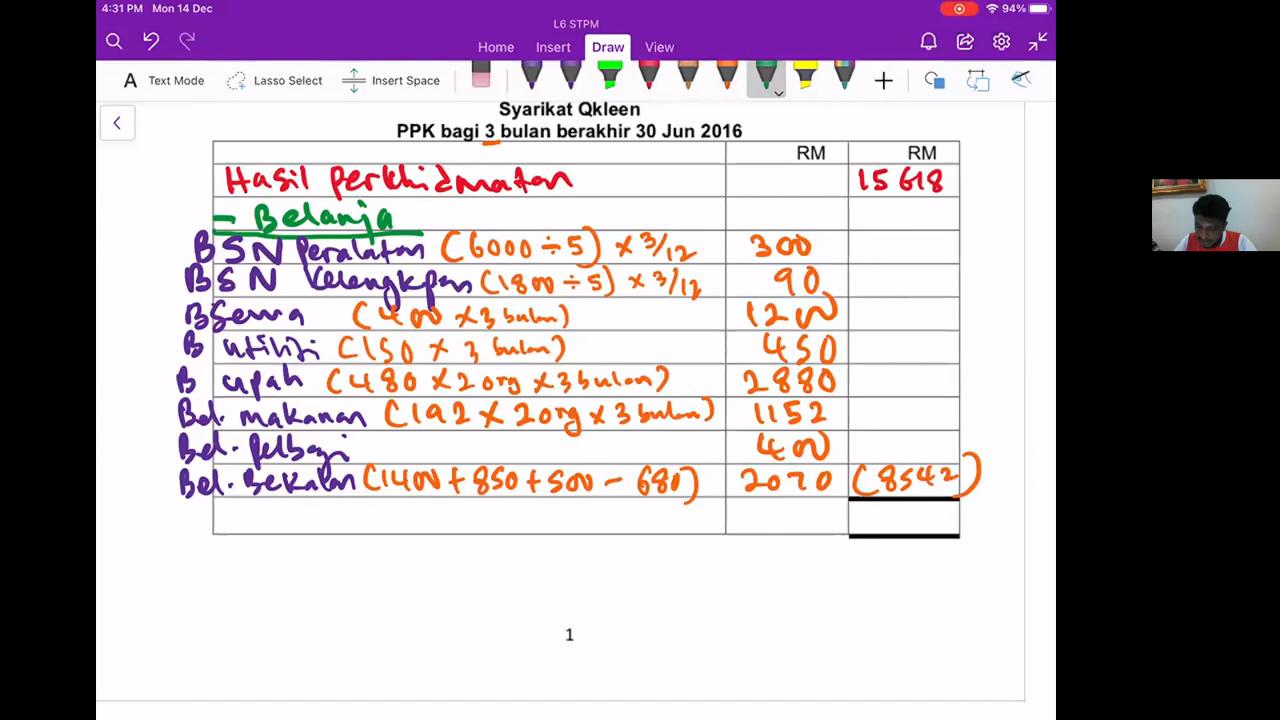 4:31 PM Mon 14 Dec
94%
L6 STPM
Home Insert Draw View
A Text Mode Lasso Select Insert Space
Syarikat Qkleen
PPK bagi 3 bulan berakhir 30 Jun 2016
RM RM
Hasil Perkhidmatan 15 618
- Belanja
BSN Peralatan (6000 ÷ 5) × 3/12 300
BSN Kelengkpan (1800 ÷ 5) × 3/12 90
B Sewa (400 × 3 bulan) 1200
B utiliti (150 × 3 bulan) 450
B upah (480 × 2 org × 3 bulan) 2880
Bel. makanan (192 × 2 org × 3 bulan) 1152
Bel. Pelbagi 400
Bel. Bekalan (1400 + 850 + 500 - 680) 2070 (8542)
1